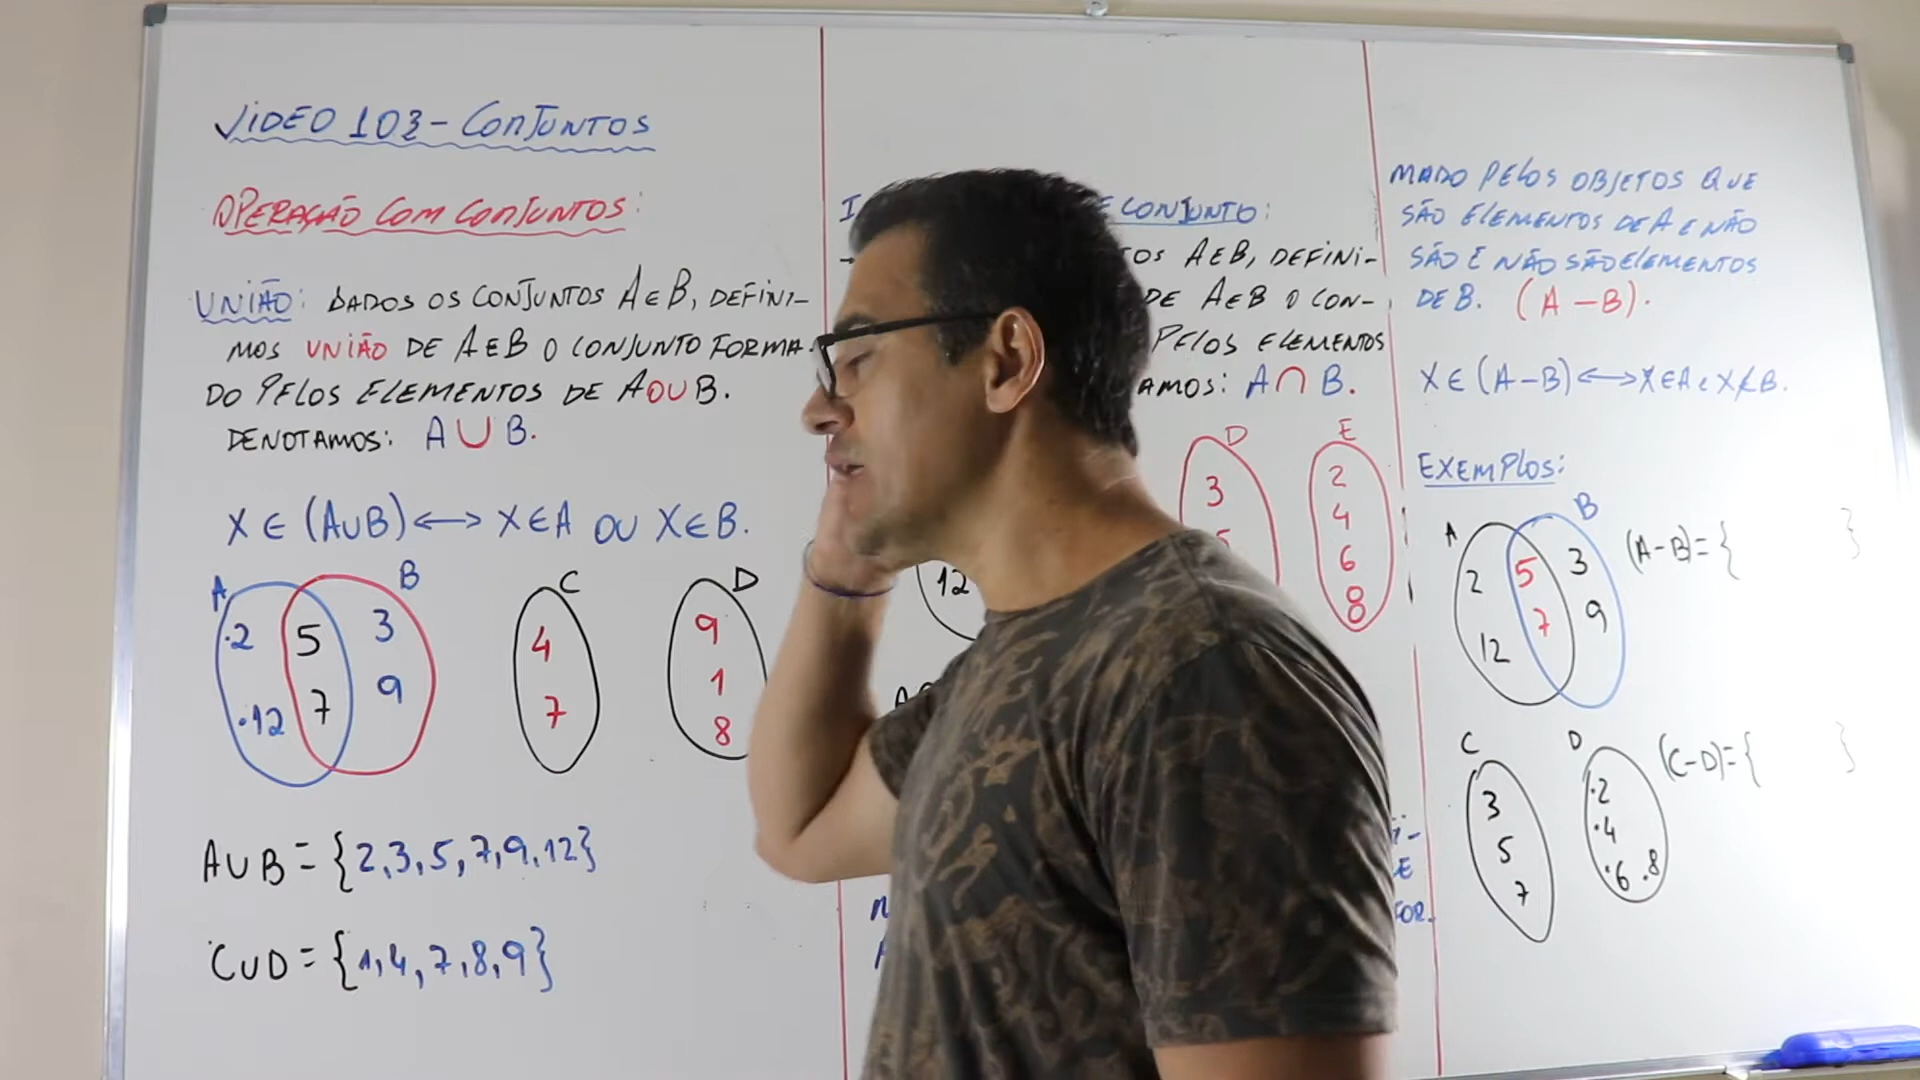 VIDEO 103 - CONJUNTOS
OPERAÇÃO COM CONJUNTOS:
UNIÃO: DADOS OS CONJUNTOS A E B, DEFINI-
MOS UNIÃO DE A E B O CONJUNTO FORMA-
DO PELOS ELEMENTOS DE A OU B.
DENOTAMOS: A ∪ B.
X ∈ (A∪B) ⟷ X∈A OU X∈B.
A B C D
·2 5 3 4 9
7 9 7 1
·12 8
A∪B = {2,3,5,7,9,12}
C∪D = {1,4,7,8,9}
E CONJUNTO:
TOS A E B, DEFINI-
DE A E B O CON-
PELOS ELEMENTOS
AMOS: A ∩ B.
D E
3 2
5 4
6
12 8
MADO PELOS OBJETOS QUE
SÃO ELEMENTOS DE A E NÃO
SÃO E NÃO SÃO ELEMENTOS
DE B. (A - B).
X ∈ (A-B) ⟷ X∈A e X∉B.
EXEMPLOS:
A B (A-B) = { }
2 5 3
12 7 9
C D (C-D) = { }
3 ·2
5 ·4
7 ·6 ·8